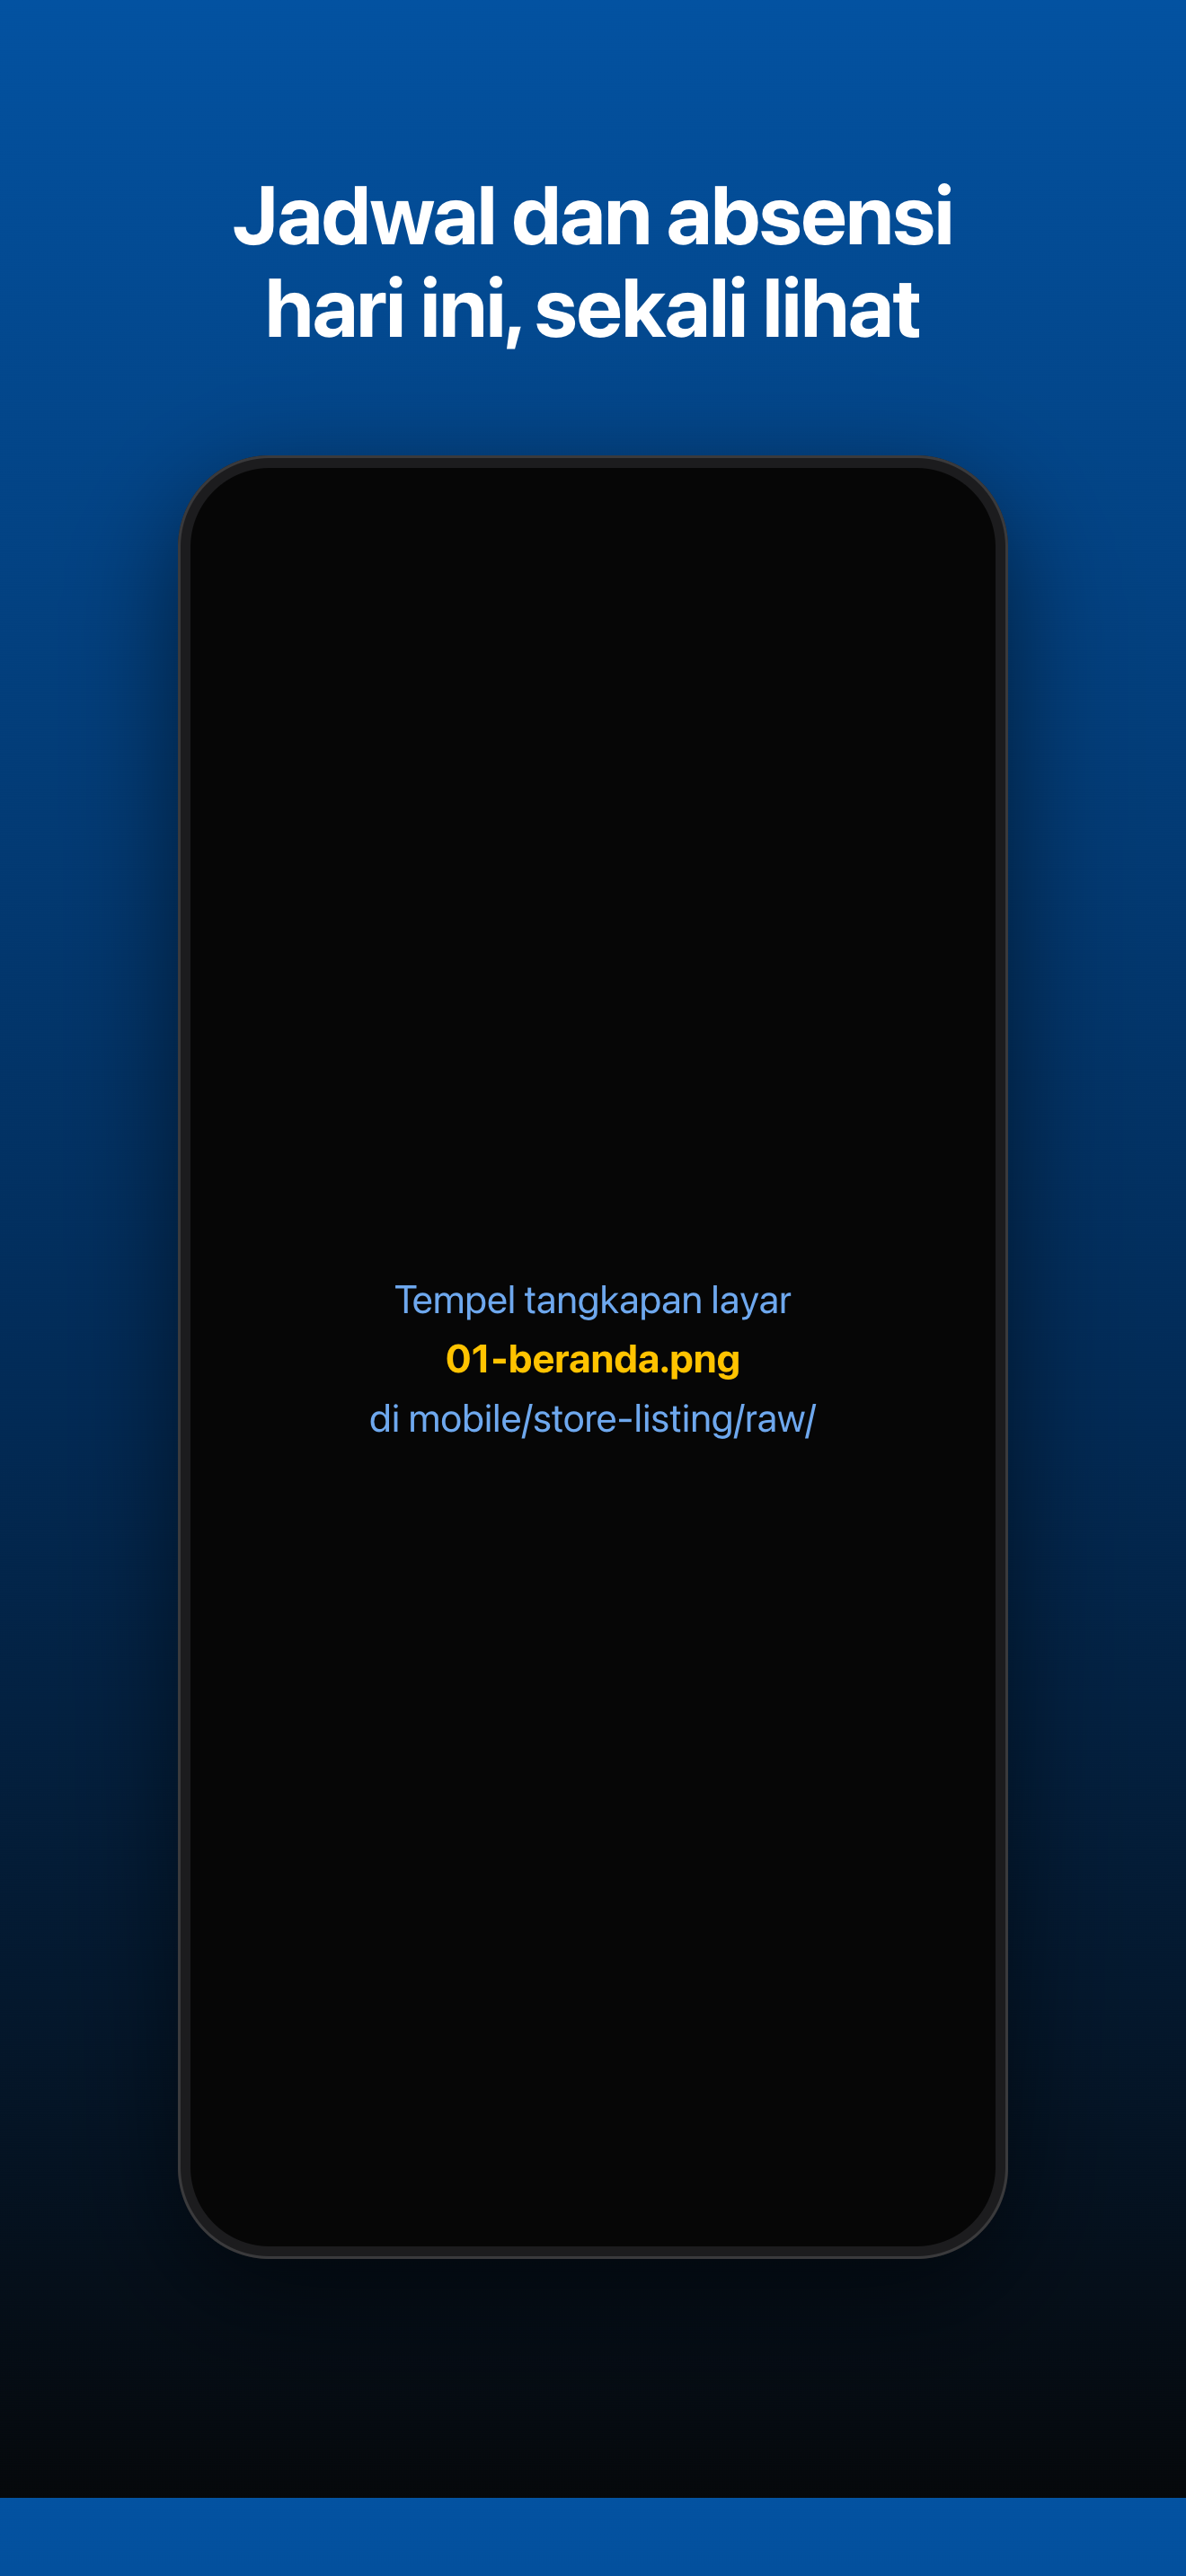 Jadwal dan absensi
hari ini, sekali lihat
Tempel tangkapan layar
01-beranda.png
di mobile/store-listing/raw/